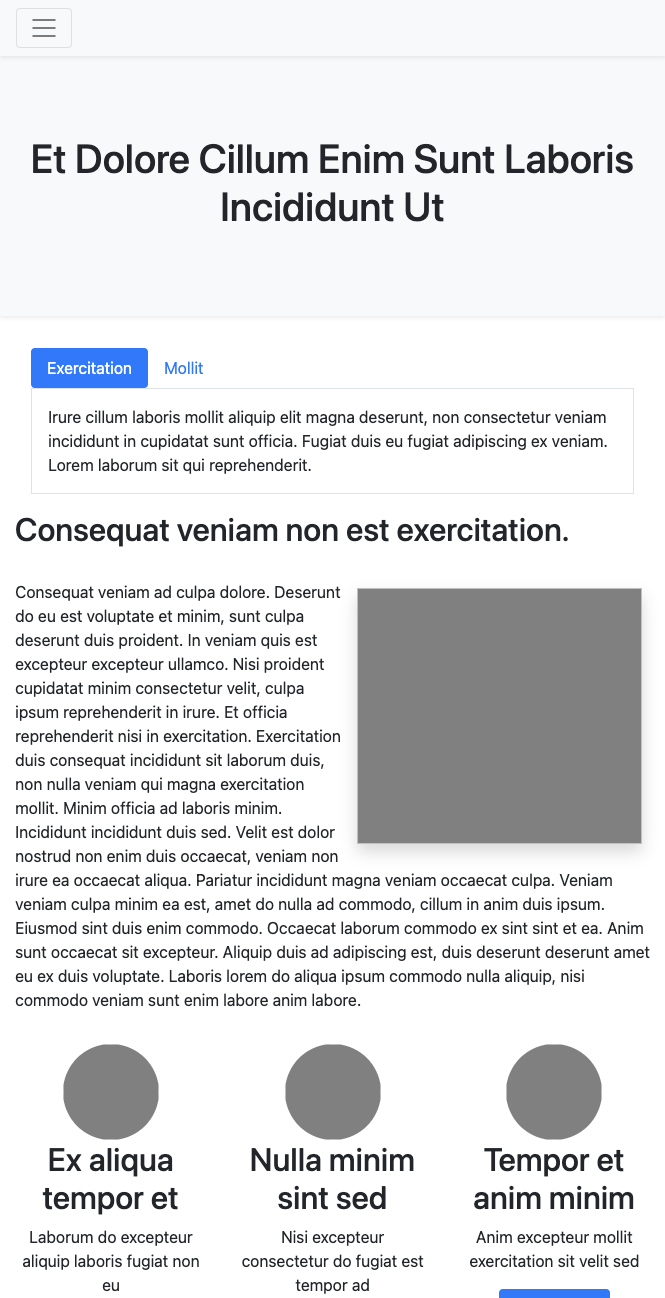 Et Dolore Cillum Enim Sunt Laboris
Incididunt Ut
Exercitation
Mollit
Irure cillum laboris mollit aliquip elit magna deserunt, non consectetur veniam
incididunt in cupidatat sunt officia. Fugiat duis eu fugiat adipiscing ex veniam.
Lorem laborum sit qui reprehenderit.
Consequat veniam non est exercitation.
Consequat veniam ad culpa dolore. Deserunt
do eu est voluptate et minim, sunt culpa
deserunt duis proident. In veniam quis est
excepteur excepteur ullamco. Nisi proident
cupidatat minim consectetur velit, culpa
ipsum reprehenderit in irure. Et officia
reprehenderit nisi in exercitation. Exercitation
duis consequat incididunt sit laborum duis,
non nulla veniam qui magna exercitation
mollit. Minim officia ad laboris minim.
Incididunt incididunt duis sed. Velit est dolor
nostrud non enim duis occaecat, veniam non
irure ea occaecat aliqua. Pariatur incididunt magna veniam occaecat culpa. Veniam
veniam culpa minim ea est, amet do nulla ad commodo, cillum in anim duis ipsum.
Eiusmod sint duis enim commodo. Occaecat laborum commodo ex sint sint et ea. Anim
sunt occaecat sit excepteur. Aliquip duis ad adipiscing est, duis deserunt deserunt amet
eu ex duis voluptate. Laboris lorem do aliqua ipsum commodo nulla aliquip, nisi
commodo veniam sunt enim labore anim labore.
Ex aliqua
tempor et
Laborum do excepteur
aliquip laboris fugiat non
eu
Nulla minim
sint sed
Nisi excepteur
consectetur do fugiat est
tempor ad
Tempor et
anim minim
Anim excepteur mollit
exercitation sit velit sed